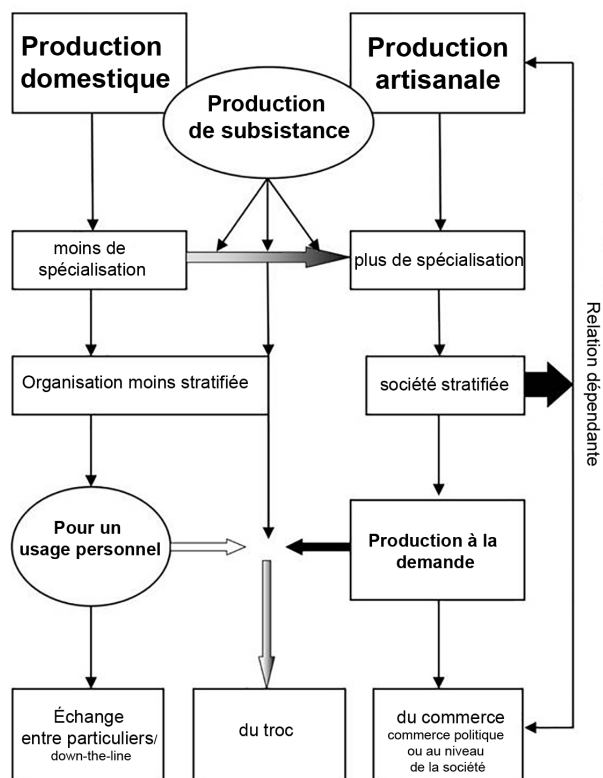 Production
domestique
Production
artisanale
Production
de subsistance
moins de
spécialisation
plus de spécialisation
Organisation moins stratifiée
société stratifiée
Relation dépendante
Pour un
usage personnel
Production à la
demande
Échange
entre particuliers/
down-the-line
du troc
du commerce
commerce politique
ou au niveau
de la société